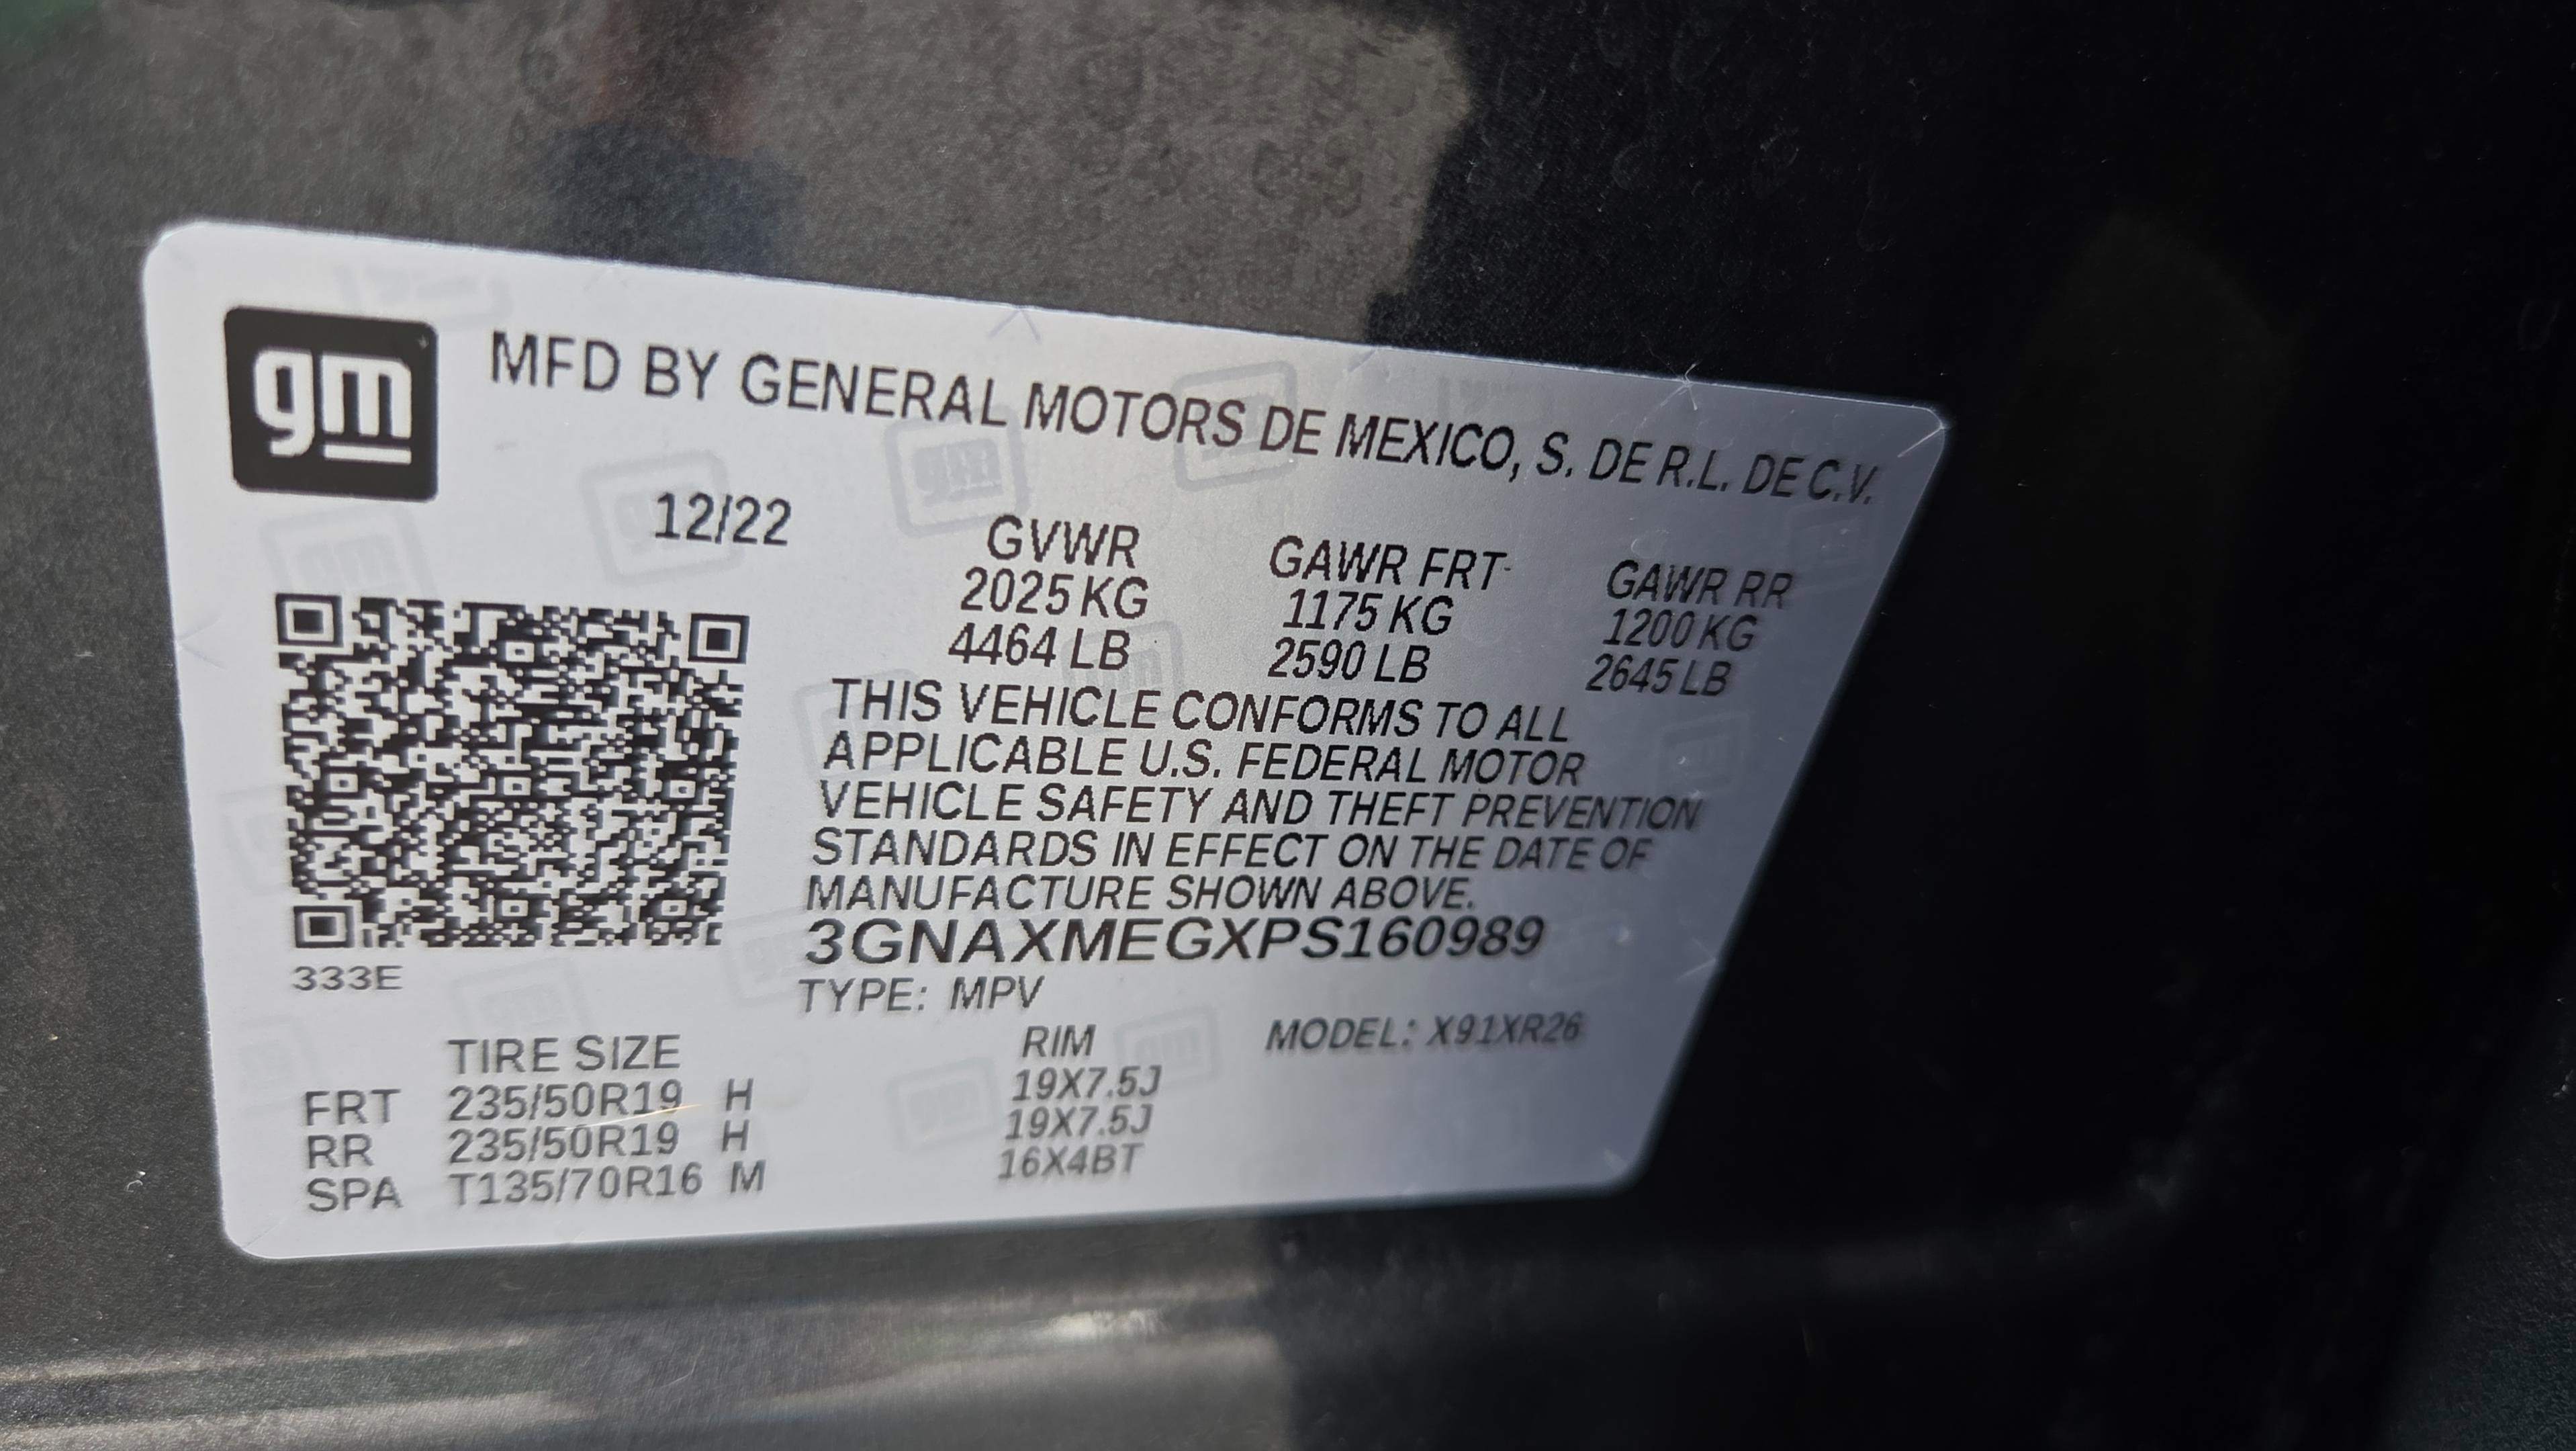 gm
MFD BY GENERAL MOTORS DE MEXICO, S. DE R.L. DE C.V.
12/22
GVWR GAWR FRT GAWR RR
2025 KG 1175 KG 1200 KG
4464 LB 2590 LB 2645 LB
THIS VEHICLE CONFORMS TO ALL
APPLICABLE U.S. FEDERAL MOTOR
VEHICLE SAFETY AND THEFT PREVENTION
STANDARDS IN EFFECT ON THE DATE OF
MANUFACTURE SHOWN ABOVE.
3GNAXMEGXPS160989
333E
TYPE: MPV
MODEL: X91XR26
TIRE SIZE RIM
FRT 235/50R19 H 19X7.5J
RR 235/50R19 H 19X7.5J
SPA T135/70R16 M 16X4BT